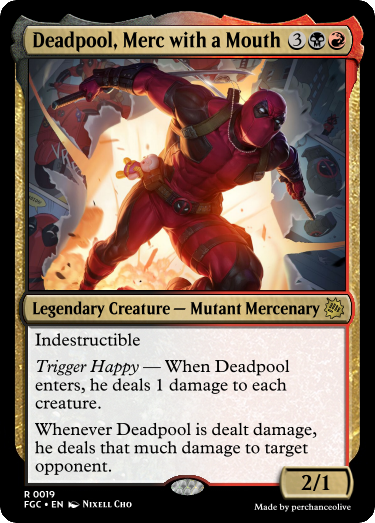 Deadpool, Merc with a Mouth 3
Legendary Creature — Mutant Mercenary
Indestructible
Trigger Happy — When Deadpool
enters, he deals 1 damage to each
creature.
Whenever Deadpool is dealt damage,
he deals that much damage to target
opponent.
2/1
R 0019
FGC • EN Nixell Cho
Made by perchanceolive